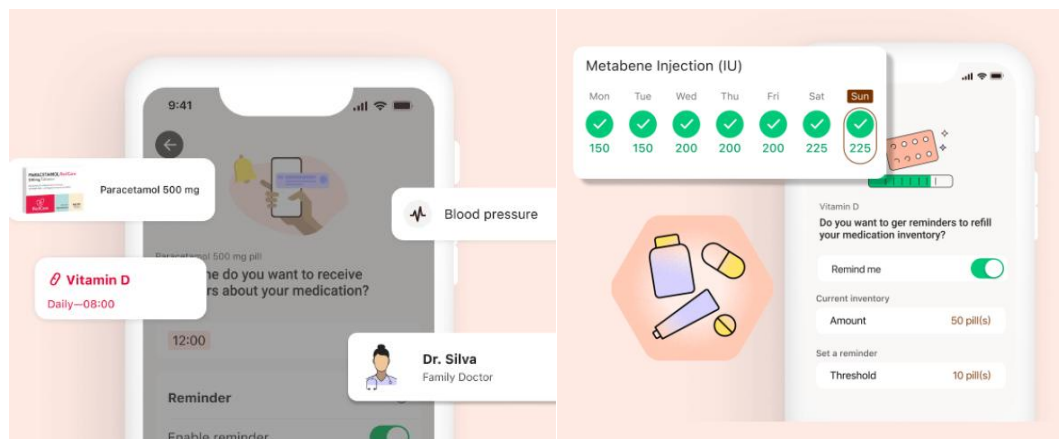 9:41
PARACETAMOL
Paracetamol 500 mg
Blood pressure
Paracetamol 500 mg pill
ne do you want to receive
rs about your medication?
Vitamin D
Daily—08:00
12:00
Dr. Silva
Family Doctor
Reminder
Enable reminder
Metabene Injection (IU)
Mon Tue Wed Thu Fri Sat Sun
150 150 200 200 200 225 225
Vitamin D
Do you want to ger reminders to refill
your medication inventory?
Remind me
Current inventory
Amount 50 pill(s)
Set a reminder
Threshold 10 pill(s)